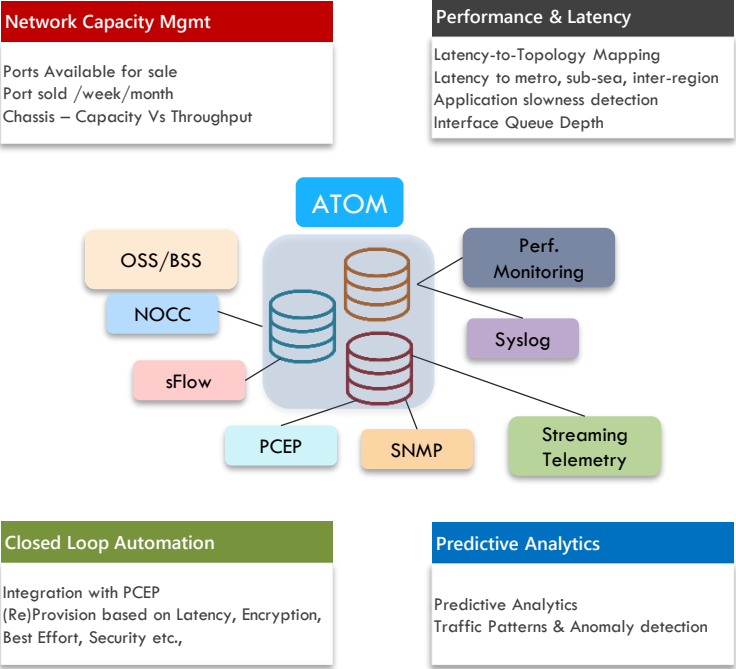 Network Capacity Mgmt
Ports Available for sale
Port sold /week/month
Chassis – Capacity Vs Throughput
Performance & Latency
Latency-to-Topology Mapping
Latency to metro, sub-sea, inter-region
Application slowness detection
Interface Queue Depth
ATOM
OSS/BSS
NOCC
sFlow
PCEP
SNMP
Perf.
Monitoring
Syslog
Streaming
Telemetry
Closed Loop Automation
Integration with PCEP
(Re)Provision based on Latency, Encryption,
Best Effort, Security etc.,
Predictive Analytics
Predictive Analytics
Traffic Patterns & Anomaly detection